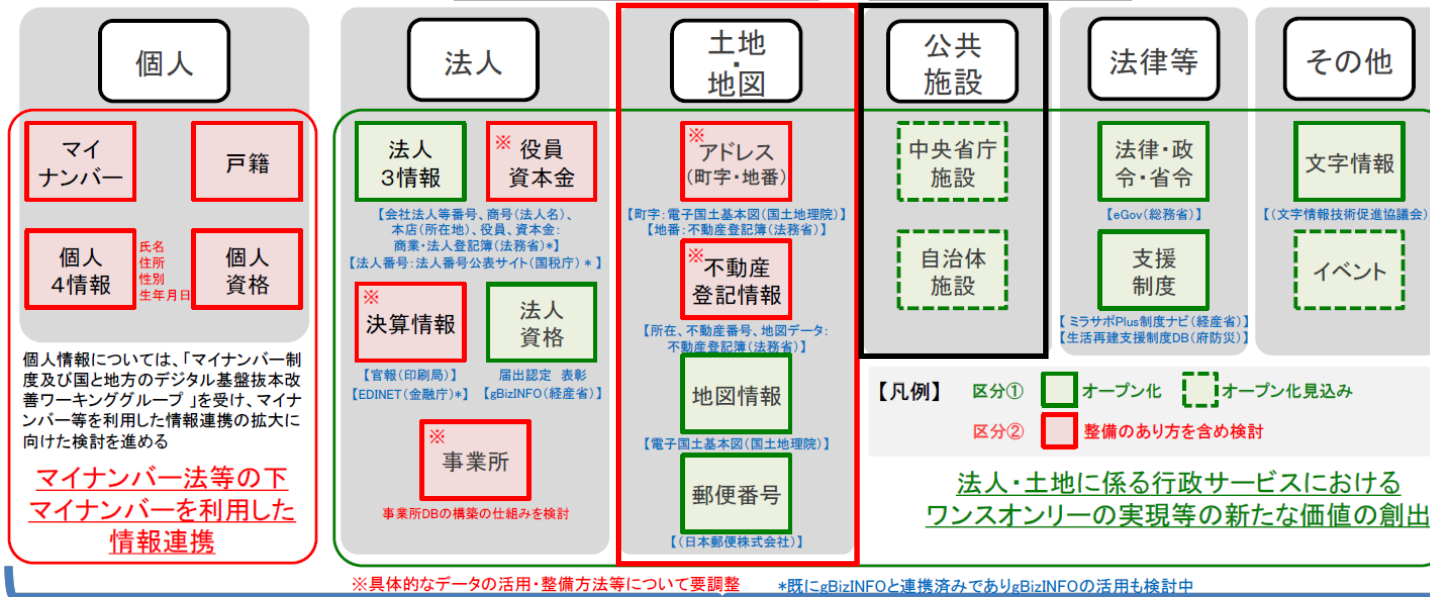 個人
マイ
ナンバー
戸籍
個人
4情報
氏名
住所
性別
生年月日
個人
資格
個人情報については、「マイナンバー制
度及び国と地方のデジタル基盤抜本改
善ワーキンググループ 」を受け、マイナ
ンバー等を利用した情報連携の拡大に
向けた検討を進める
マイナンバー法等の下
マイナンバーを利用した
情報連携
法人
法人
3情報
※役員
資本金
【会社法人等番号、商号(法人名)、
本店(所在地)、役員、資本金:
商業・法人登記簿(法務省)*】
【法人番号:法人番号公表サイト(国税庁) * 】
※
決算情報
法人
資格
【官報(印刷局)】
【EDINET(金融庁)*】
届出認定 表彰
【gBizINFO(経産省)】
※
事業所
事業所DBの構築の仕組みを検討
土地
・
地図
※
アドレス
(町字・地番)
【町字:電子国土基本図(国土地理院)】
【地番:不動産登記簿(法務省)】
※不動産
登記情報
【所在、不動産番号、地図データ:
不動産登記簿(法務省)】
地図情報
【電子国土基本図(国土地理院)】
郵便番号
【(日本郵便株式会社)】
公共
施設
中央省庁
施設
自治体
施設
法律等
法律・政
令・省令
【eGov(総務省)】
支援
制度
【 ミラサポPlus制度ナビ(経産省)】
【生活再建支援制度DB(府防災)】
その他
文字情報
【(文字情報技術促進協議会)
イベント
【凡例】 区分① オープン化 オープン化見込み
区分② 整備のあり方を含め検討
法人・土地に係る行政サービスにおける
ワンスオンリーの実現等の新たな価値の創出
※具体的なデータの活用・整備方法等について要調整 *既にgBizINFOと連携済みでありgBizINFOの活用も検討中